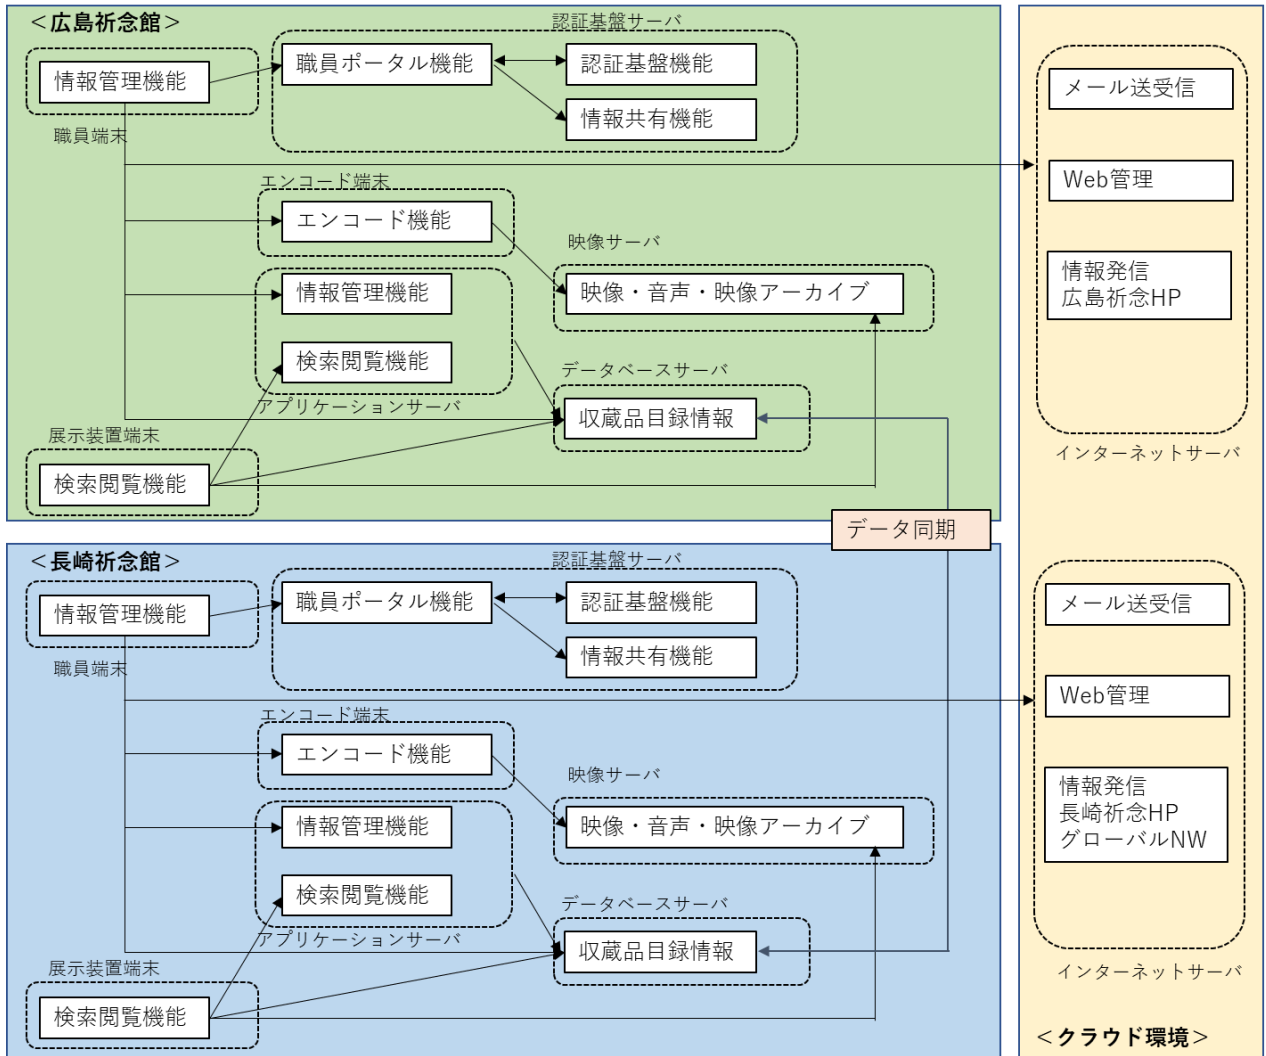 ＜広島祈念館＞
認証基盤サーバ
情報管理機能
職員ポータル機能
認証基盤機能
情報共有機能
職員端末
エンコード端末
エンコード機能
映像サーバ
情報管理機能
映像・音声・映像アーカイブ
検索閲覧機能
データベースサーバ
アプリケーションサーバ
収蔵品目録情報
展示装置端末
検索閲覧機能
メール送受信
Web管理
情報発信
広島祈念HP
インターネットサーバ
データ同期
＜長崎祈念館＞
認証基盤サーバ
情報管理機能
職員ポータル機能
認証基盤機能
情報共有機能
職員端末
エンコード端末
エンコード機能
映像サーバ
情報管理機能
映像・音声・映像アーカイブ
検索閲覧機能
データベースサーバ
アプリケーションサーバ
収蔵品目録情報
展示装置端末
検索閲覧機能
メール送受信
Web管理
情報発信
長崎祈念HP
グローバルNW
インターネットサーバ
＜クラウド環境＞